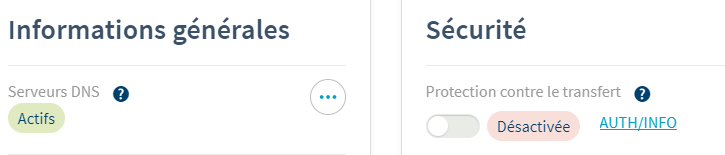 Informations générales
Serveurs DNS ?
Actifs
Sécurité
Protection contre le transfert ?
Désactivée AUTH/INFO